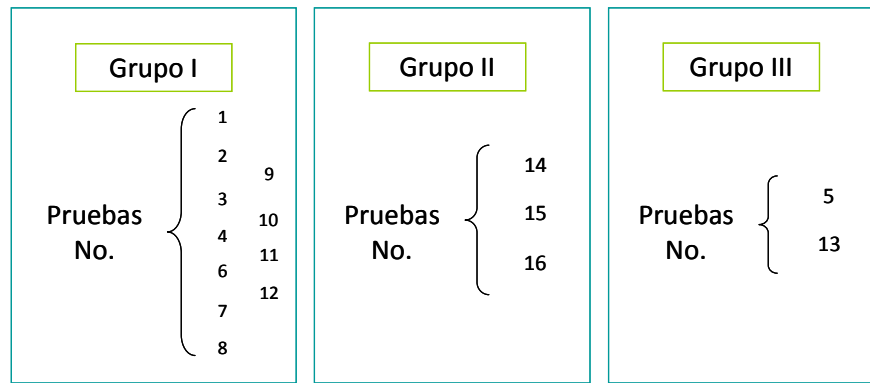 Grupo I
Pruebas
No.
1
2
3
4
6
7
8
9
10
11
12
Grupo II
Pruebas
No.
14
15
16
Grupo III
Pruebas
No.
5
13